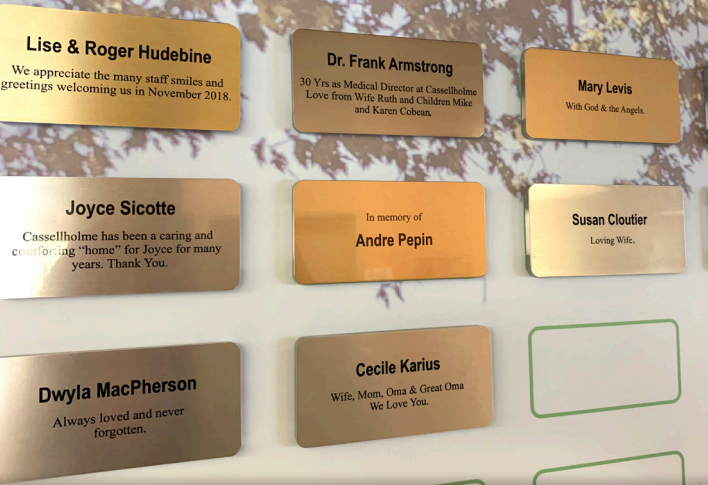 Lise & Roger Hudebine
We appreciate the many staff smiles and
greetings welcoming us in November 2018.
Dr. Frank Armstrong
30 Yrs as Medical Director at Cassellholme
Love from Wife Ruth and Children Mike
and Karen Cobean.
Mary Levis
With God & the Angels.
Joyce Sicotte
Cassellholme has been a caring and
comforting “home” for Joyce for many
years. Thank You.
In memory of
Andre Pepin
Susan Cloutier
Loving Wife.
Dwyla MacPherson
Always loved and never
forgotten.
Cecile Karius
Wife, Mom, Oma & Great Oma
We Love You.